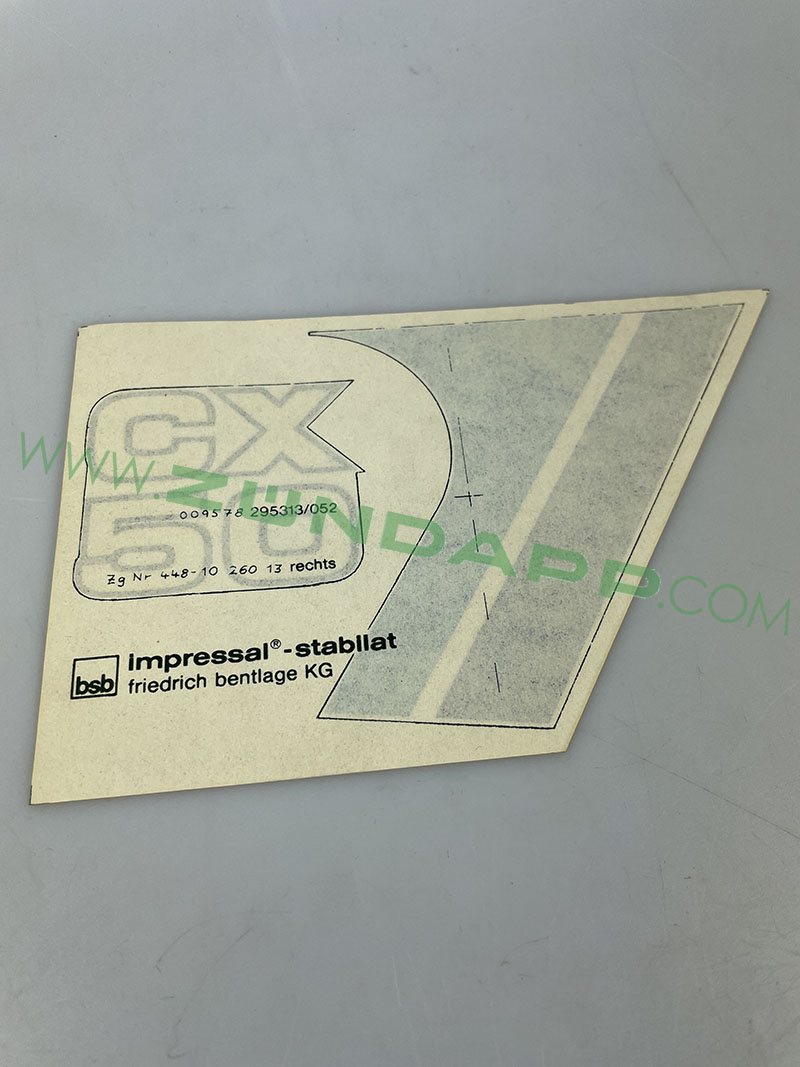 CX
50
009578 295313/052
Zg Nr 448-10 260 13 rechts
bsb
impressal®-stabilat
friedrich bentlage KG
www.ZÜNDAPP.COM